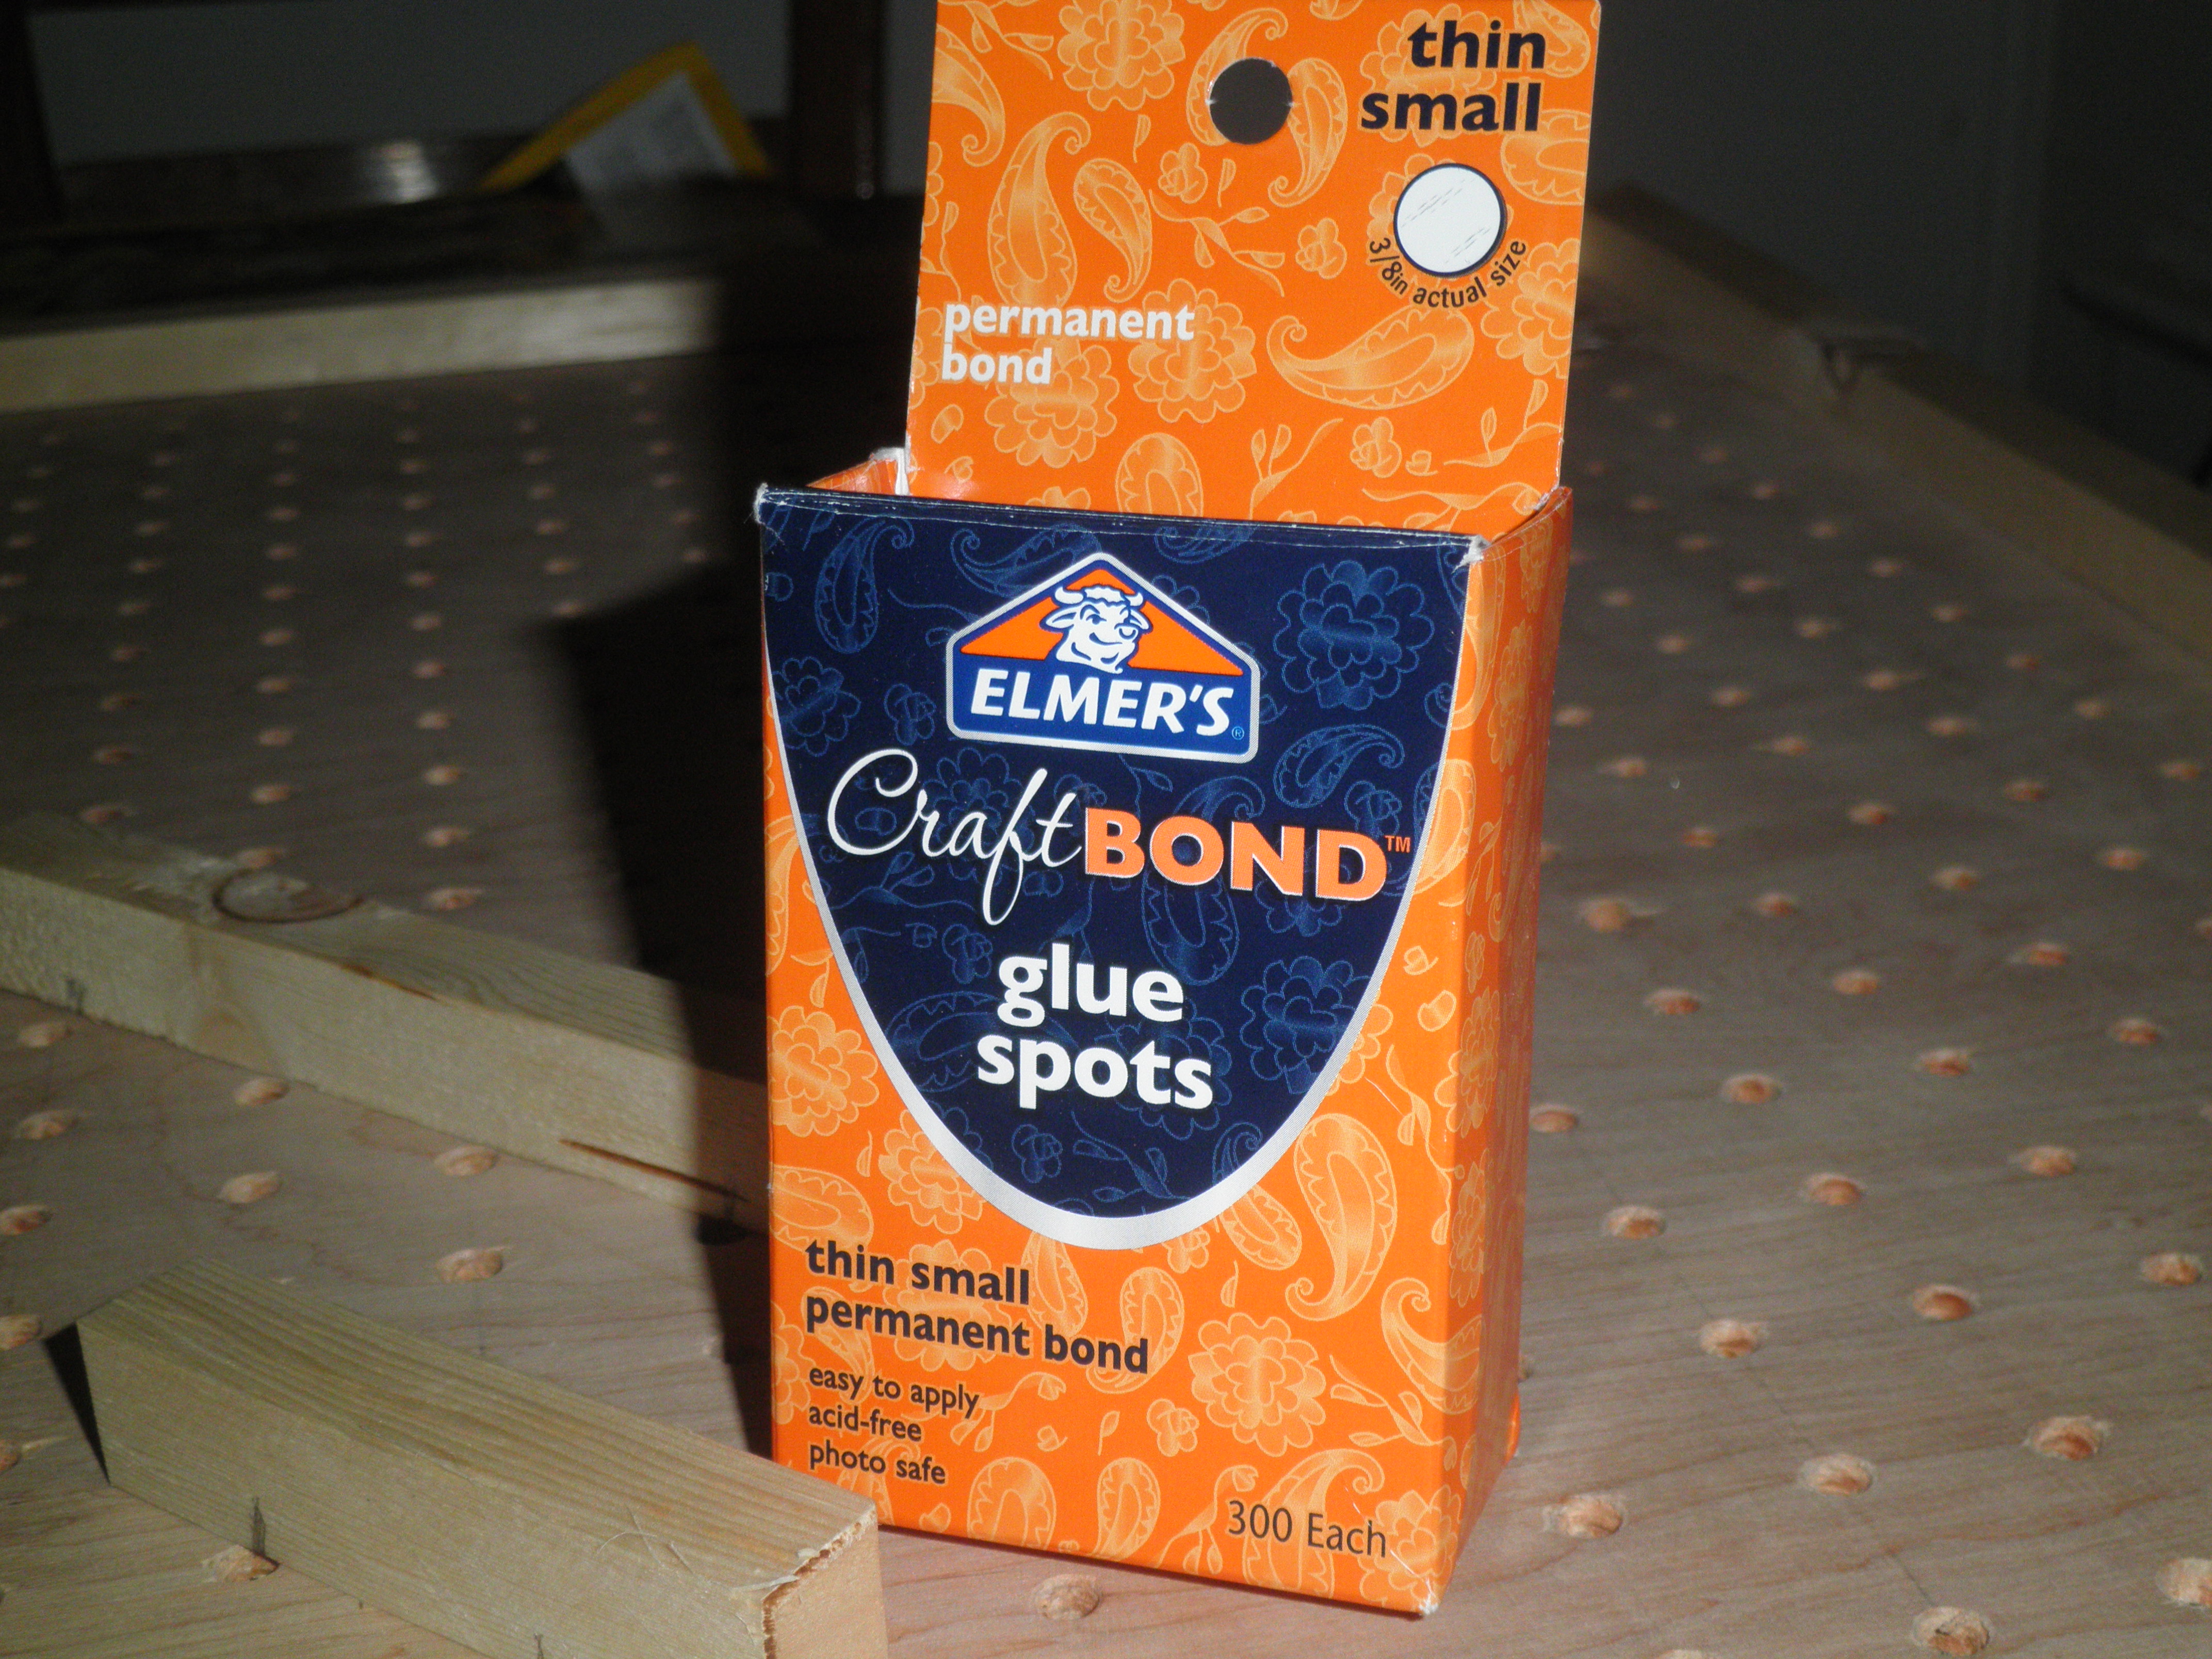 thin
small
3/8in actual size
permanent
bond
ELMER'S®
CraftBOND™
glue
spots
thin small
permanent bond
easy to apply
acid-free
photo safe
300 Each